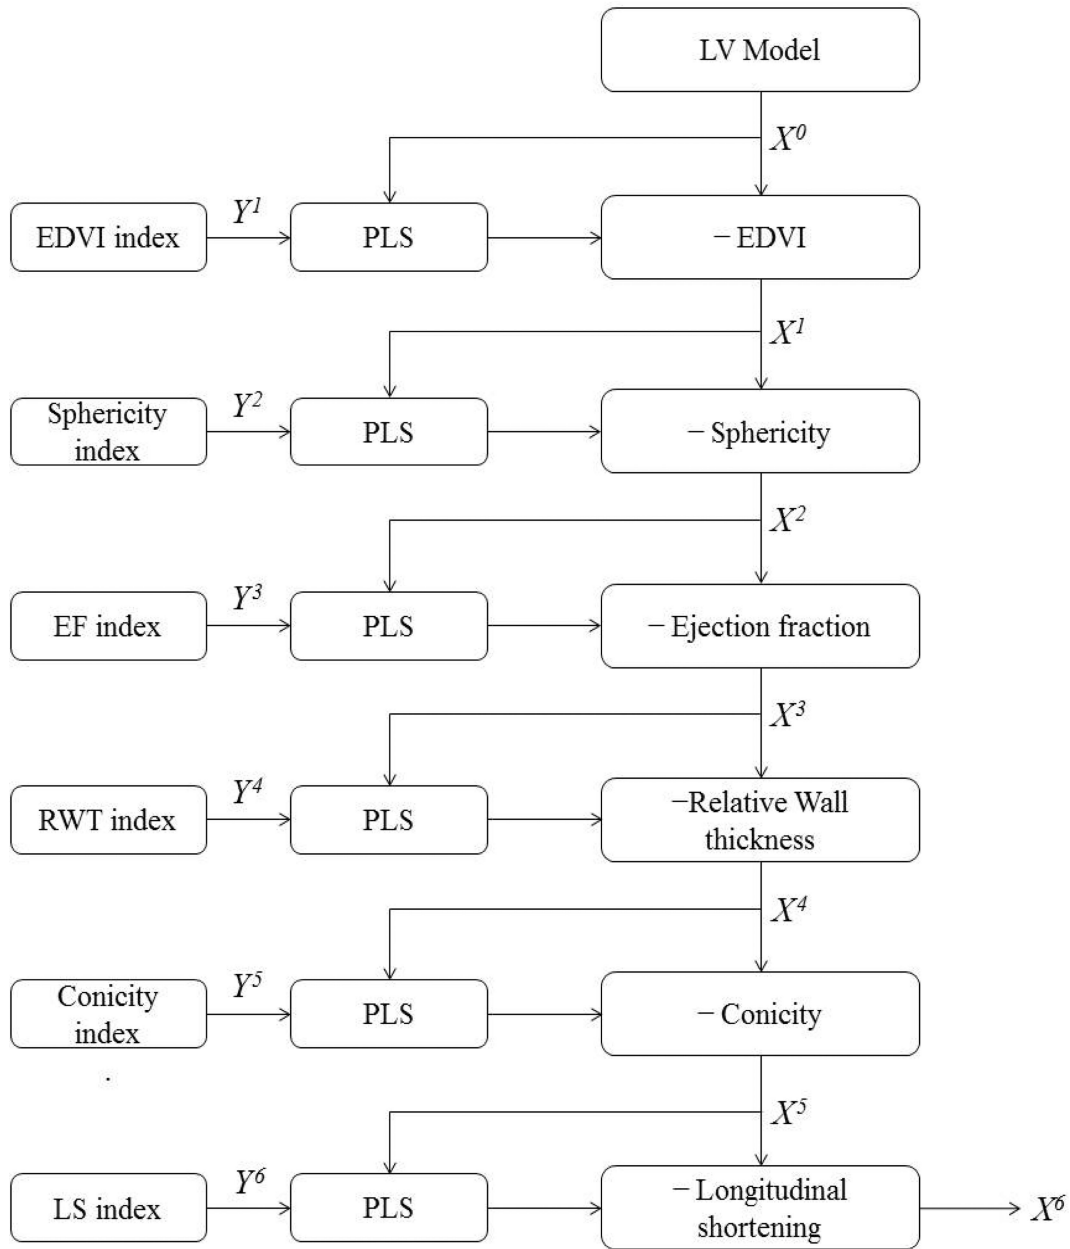 LV Model
X⁰
EDVI index
Y¹
PLS
– EDVI
X¹
Sphericity
index
Y²
PLS
– Sphericity
X²
EF index
Y³
PLS
– Ejection fraction
X³
RWT index
Y⁴
PLS
–Relative Wall
thickness
X⁴
Conicity
index
.
Y⁵
PLS
– Conicity
X⁵
LS index
Y⁶
PLS
– Longitudinal
shortening
X⁶